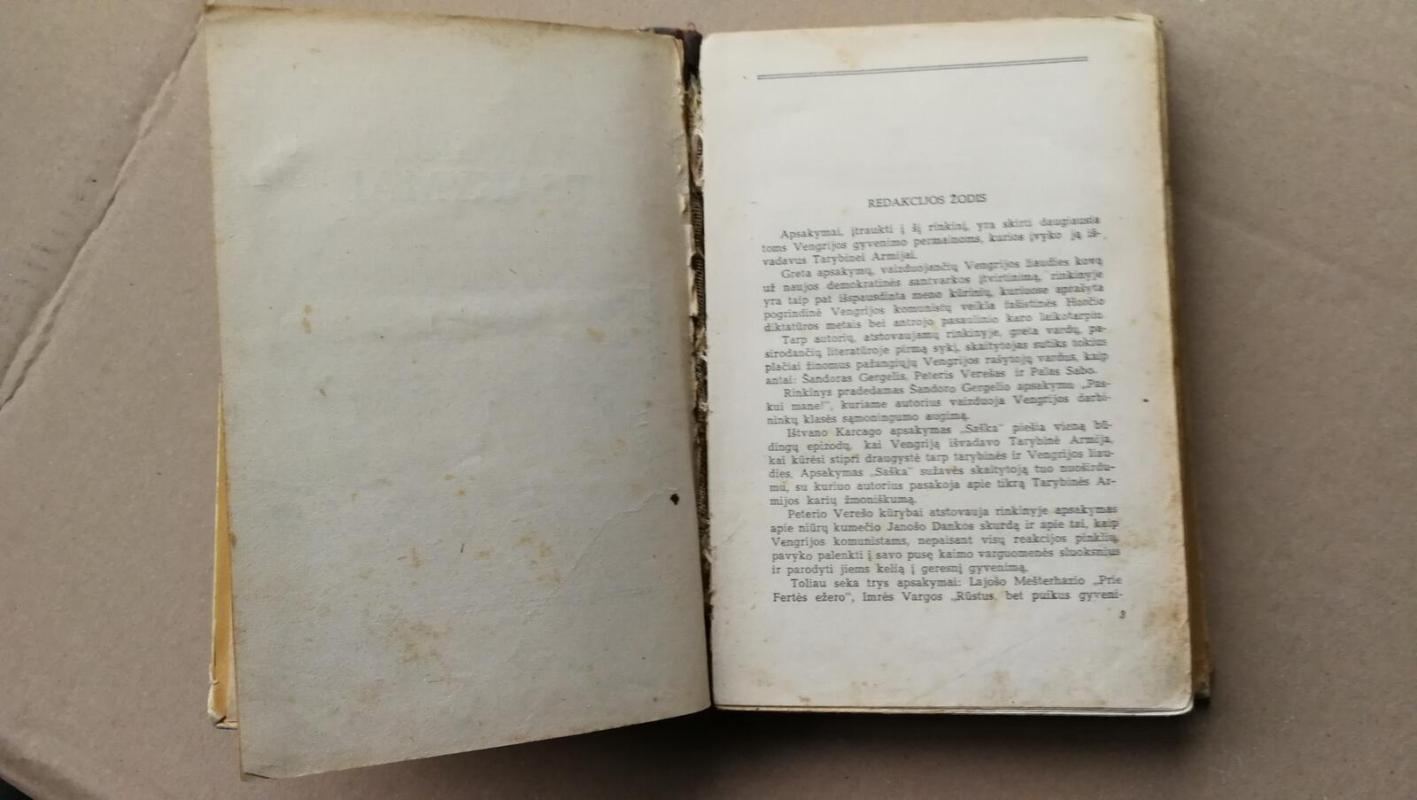 REDAKCIJOS ŽODIS
Apsakymai, įtraukti į šį rinkinį, yra skirti daugiausia
toms Vengrijos gyvenimo permainoms, kurios įvyko ją iš-
vadavus Tarybinei Armijai.
Greta apsakymų, vaizduojančių Vengrijos liaudies kovą
už naujos demokratinės santvarkos įtvirtinimą, rinkinyje
yra taip pat išspausdinta meno kūrinių, kuriuose aprašyta
pogrindinė Vengrijos komunistų veikla fašistinės Horčio
diktatūros metais bei antrojo pasaulinio karo laikotarpiu.
Tarp autorių, atstovaujamų rinkinyje, greta vardų, pa-
sirodančių literatūroje pirmą sykį, skaitytojas sutiks tokius
plačiai žinomus pažangiųjų Vengrijos rašytojų vardus, kaip
antai: Šandoras Gergelis, Peteris Verešas ir Palas Sabo.
Rinkinys pradedamas Šandoro Gergelio apsakymu „Pas-
kui mane!", kuriame autorius vaizduoja Vengrijos darbi-
ninkų klasės sąmoningumo augimą.
Ištvano Karcago apsakymas „Saška" piešia vieną bū-
dingų epizodų, kai Vengriją išvadavo Tarybinė Armija,
kai kūrėsi stipri draugystė tarp tarybinės ir Vengrijos liau-
dies. Apsakymas „Saška" sužavės skaitytoją tuo nuoširdu-
mu, su kuriuo autorius pasakoja apie tikrą Tarybinės Ar-
mijos karių žmoniškumą.
Peterio Verešo kūrybai atstovauja rinkinyje apsakymas
apie niūrų kumečio Janošo Dankos skurdą ir apie tai, kaip
Vengrijos komunistams, nepaisant visų reakcijos pinklių,
pavyko palenkti į savo pusę kaimo varguomenės sluoksnius
ir parodyti jiems kelią į geresnį gyvenimą.
Toliau seka trys apsakymai: Lajošo Mešterhazio „Prie
Fertės ežero", Imrės Vargos „Rūstus, bet puikus gyveni-
3